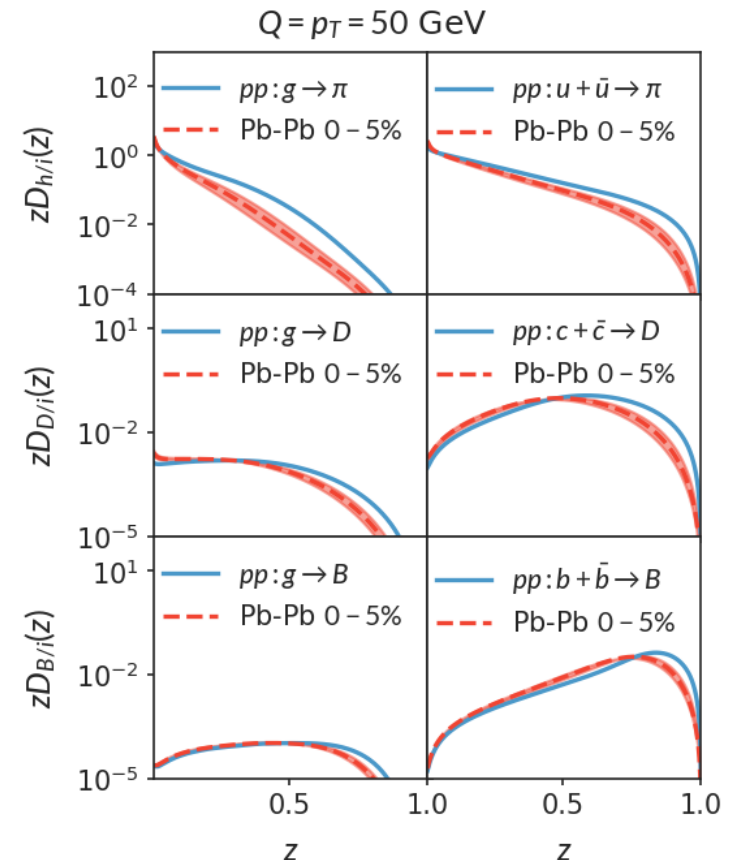 Q = p_T = 50 GeV
zD_{h/i}(z)
10^2
10^0
10^{-2}
10^{-4}
pp : g → π
Pb-Pb 0 – 5%
pp : u + ū → π
Pb-Pb 0 – 5%
zD_{D/i}(z)
10^1
10^{-2}
10^{-5}
pp : g → D
Pb-Pb 0 – 5%
pp : c + c̄ → D
Pb-Pb 0 – 5%
zD_{B/i}(z)
10^1
10^{-2}
10^{-5}
pp : g → B
Pb-Pb 0 – 5%
pp : b + b̄ → B
Pb-Pb 0 – 5%
0.5 1.0 0.5 1.0
z z